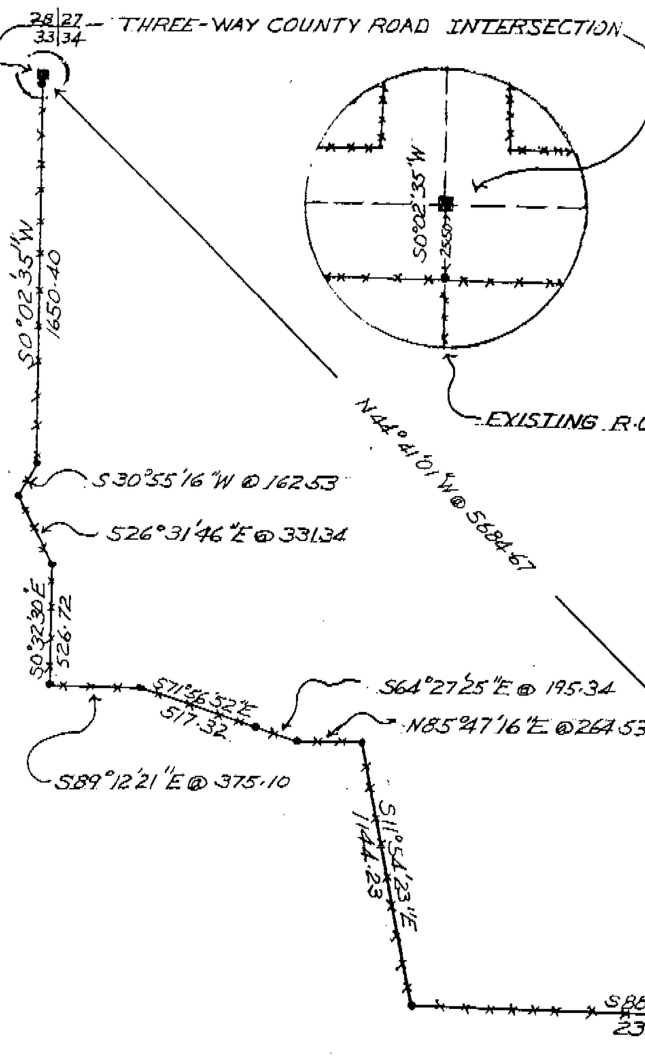 28|27
33|34
THREE-WAY COUNTY ROAD INTERSECTION
S0°02'35"W
25.50
S0°02'35"W
1650.40
EXISTING R.O
N44°41'01"W @ 5684.67
S30°55'16"W @ 162.53
S26°31'46"E @ 331.34
S0°32'30"E
526.72
S71°56'52"E
517.32
S64°27'25"E @ 195.34
N85°47'16"E @ 264.53
S89°12'21"E @ 375.10
S11°54'23"E
1144.23
S88
23